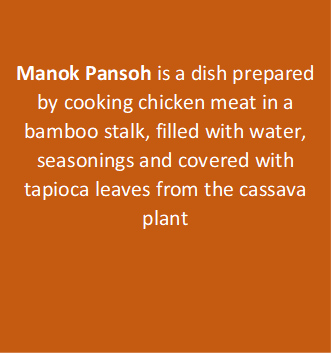 Manok Pansoh is a dish prepared
by cooking chicken meat in a
bamboo stalk, filled with water,
seasonings and covered with
tapioca leaves from the cassava
plant